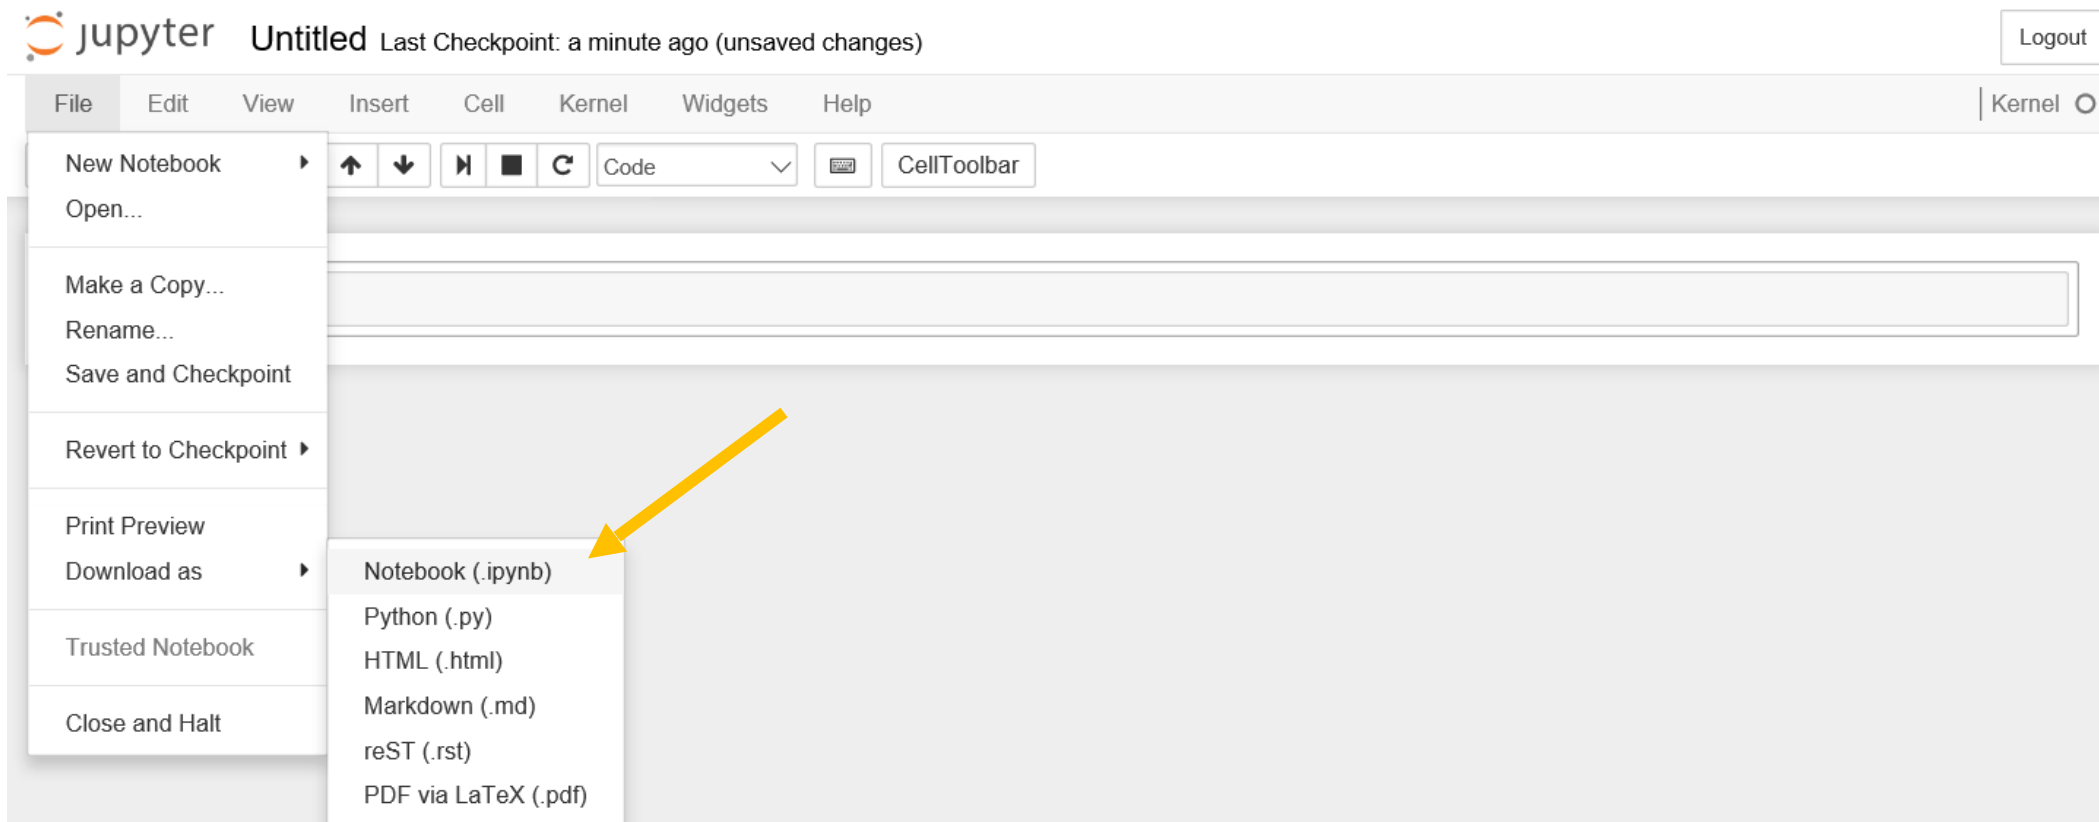 jupyter Untitled Last Checkpoint: a minute ago (unsaved changes) Logout
File Edit View Insert Cell Kernel Widgets Help Kernel
Code CellToolbar
New Notebook
Open...
Make a Copy...
Rename...
Save and Checkpoint
Revert to Checkpoint
Print Preview
Download as
Trusted Notebook
Close and Halt
Notebook (.ipynb)
Python (.py)
HTML (.html)
Markdown (.md)
reST (.rst)
PDF via LaTeX (.pdf)